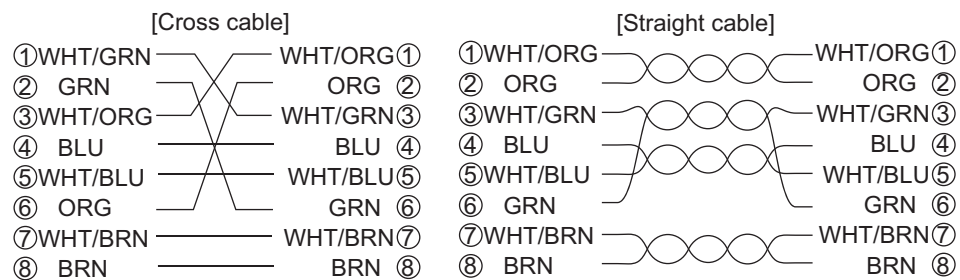 [Cross cable]
①WHT/GRN WHT/ORG①
② GRN ORG ②
③WHT/ORG WHT/GRN③
④ BLU BLU ④
⑤WHT/BLU WHT/BLU⑤
⑥ ORG GRN ⑥
⑦WHT/BRN WHT/BRN⑦
⑧ BRN BRN ⑧
[Straight cable]
①WHT/ORG WHT/ORG①
② ORG ORG ②
③WHT/GRN WHT/GRN③
④ BLU BLU ④
⑤WHT/BLU WHT/BLU⑤
⑥ GRN GRN ⑥
⑦WHT/BRN WHT/BRN⑦
⑧ BRN BRN ⑧